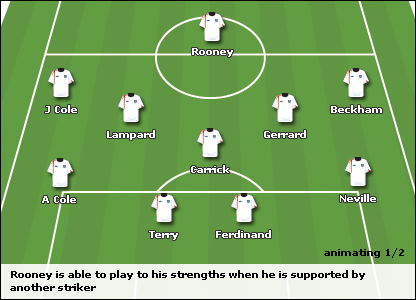 Rooney
J Cole
Beckham
Lampard
Gerrard
Carrick
A Cole
Neville
Terry
Ferdinand
animating 1/2
Rooney is able to play to his strengths when he is supported by
another striker